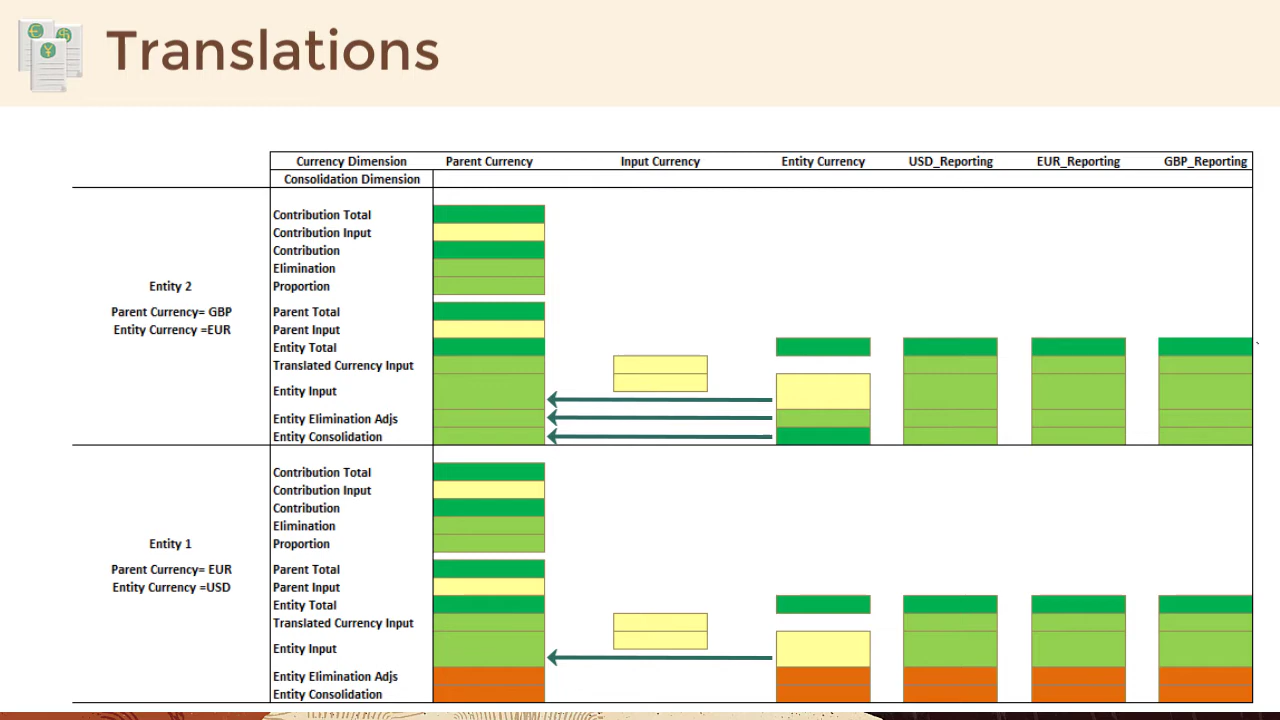 Translations
Currency Dimension Parent Currency Input Currency Entity Currency USD_Reporting EUR_Reporting GBP_Reporting
Consolidation Dimension
Contribution Total
Contribution Input
Contribution
Elimination
Entity 2 Proportion
Parent Currency= GBP Parent Total
Entity Currency =EUR Parent Input
Entity Total
Translated Currency Input
Entity Input
Entity Elimination Adjs
Entity Consolidation
Contribution Total
Contribution Input
Contribution
Elimination
Entity 1 Proportion
Parent Currency= EUR Parent Total
Entity Currency =USD Parent Input
Entity Total
Translated Currency Input
Entity Input
Entity Elimination Adjs
Entity Consolidation